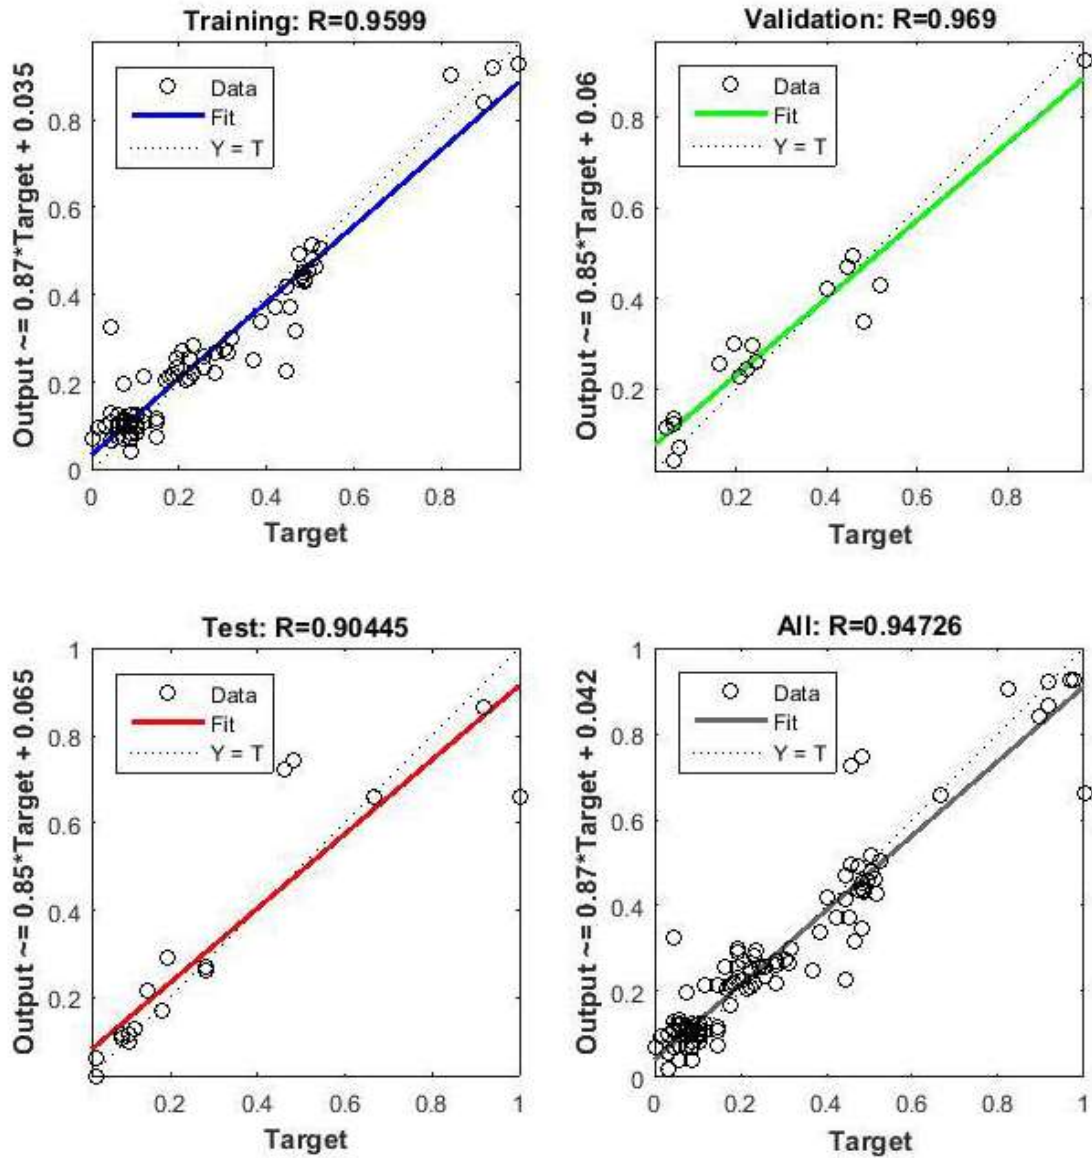 Training: R=0.9599
Output ~= 0.87*Target + 0.035
0.8
0.6
0.4
0.2
0
Data
Fit
Y = T
0
0.2
0.4
0.6
0.8
Target
Validation: R=0.969
Output ~= 0.85*Target + 0.06
0.8
0.6
0.4
0.2
Data
Fit
Y = T
0.2
0.4
0.6
0.8
Target
Test: R=0.90445
Output ~= 0.85*Target + 0.065
1
0.8
0.6
0.4
0.2
Data
Fit
Y = T
0.2
0.4
0.6
0.8
1
Target
All: R=0.94726
Output ~= 0.87*Target + 0.042
1
0.8
0.6
0.4
0.2
0
Data
Fit
Y = T
0
0.2
0.4
0.6
0.8
1
Target